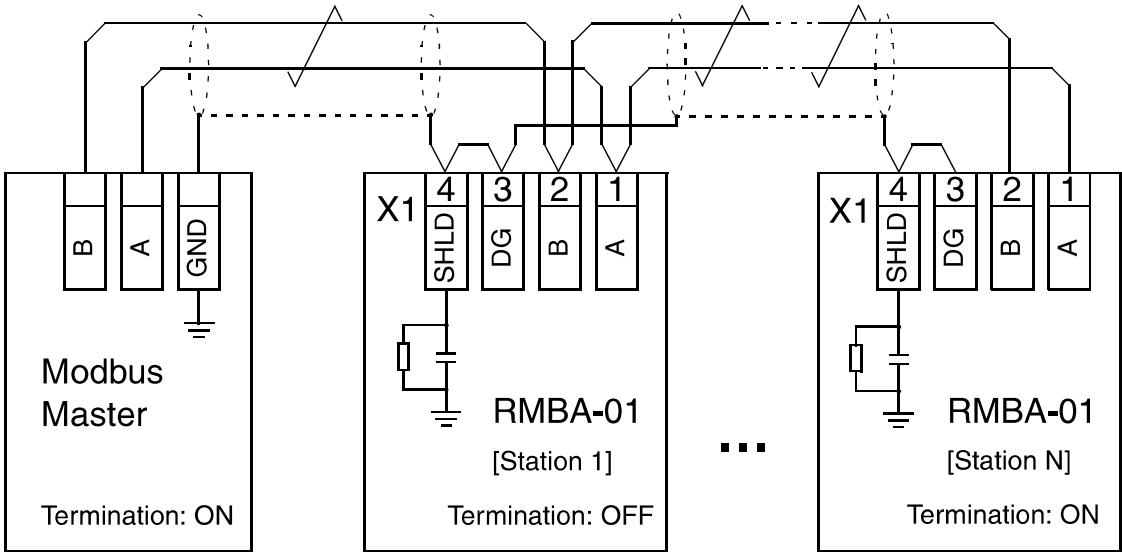 B
A
GND
Modbus
Master
Termination: ON
X1
4 3 2 1
SHLD
DG
B
A
RMBA-01
[Station 1]
Termination: OFF
...
X1
4 3 2 1
SHLD
DG
B
A
RMBA-01
[Station N]
Termination: ON